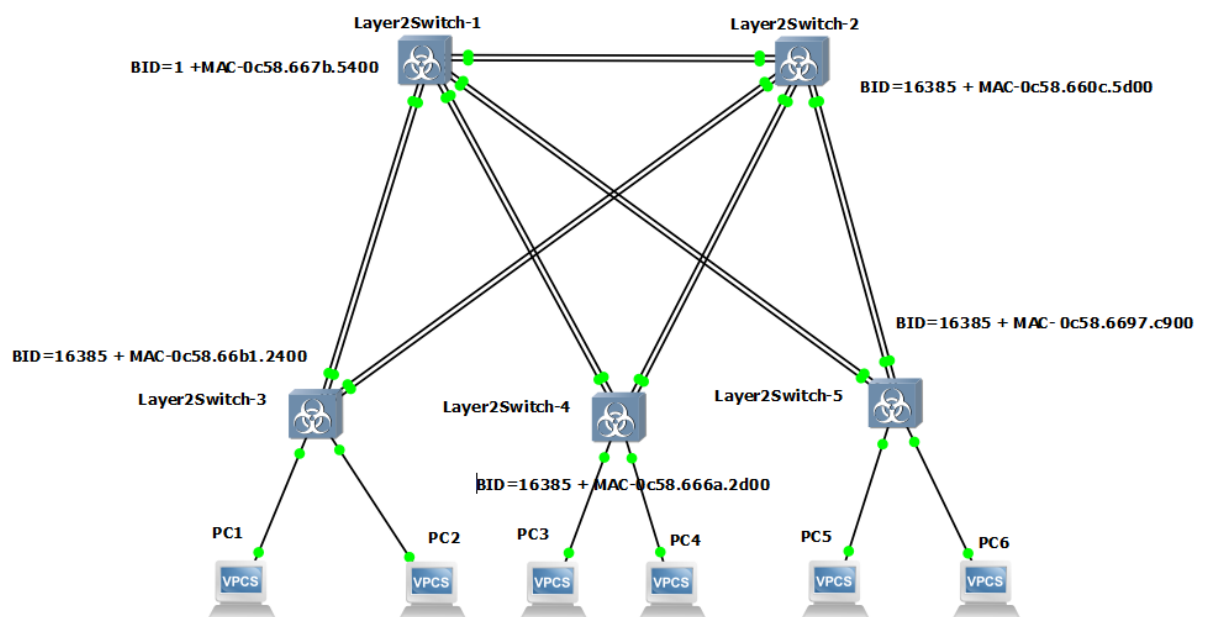 Layer2Switch-1
Layer2Switch-2
BID=1 +MAC-0c58.667b.5400
BID=16385 + MAC-0c58.660c.5d00
BID=16385 + MAC- 0c58.6697.c900
BID=16385 + MAC-0c58.66b1.2400
Layer2Switch-3
Layer2Switch-4
Layer2Switch-5
BID=16385 + MAC-0c58.666a.2d00
PC1
PC2
PC3
PC4
PC5
PC6
VPCS
VPCS
VPCS
VPCS
VPCS
VPCS